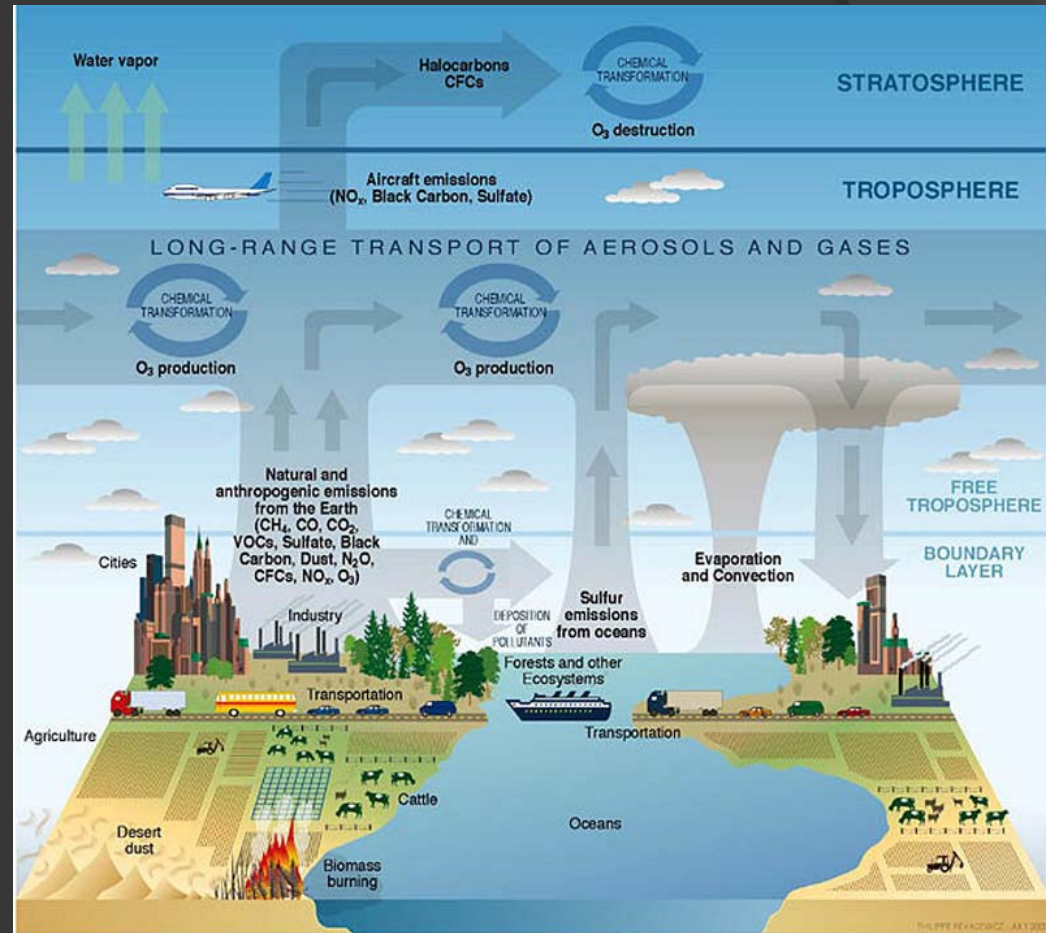 Water vapor
Halocarbons
CFCs
CHEMICAL
TRANSFORMATION
O₃ destruction
STRATOSPHERE
Aircraft emissions
(NOₓ, Black Carbon, Sulfate)
TROPOSPHERE
LONG-RANGE TRANSPORT OF AEROSOLS AND GASES
CHEMICAL
TRANSFORMATION
O₃ production
CHEMICAL
TRANSFORMATION
O₃ production
Natural and
anthropogenic emissions
from the Earth
(CH₄, CO, CO₂,
VOCs, Sulfate, Black
Carbon, Dust, N₂O,
CFCs, NOₓ, O₃)
CHEMICAL
TRANSFORMATION
AND
DEPOSITION
OF
POLLUTANTS
FREE
TROPOSPHERE
BOUNDARY
LAYER
Cities
Industry
Sulfur
emissions
from oceans
Evaporation
and Convection
Forests and other
Ecosystems
Transportation
Transportation
Agriculture
Cattle
Oceans
Desert
dust
Biomass
burning